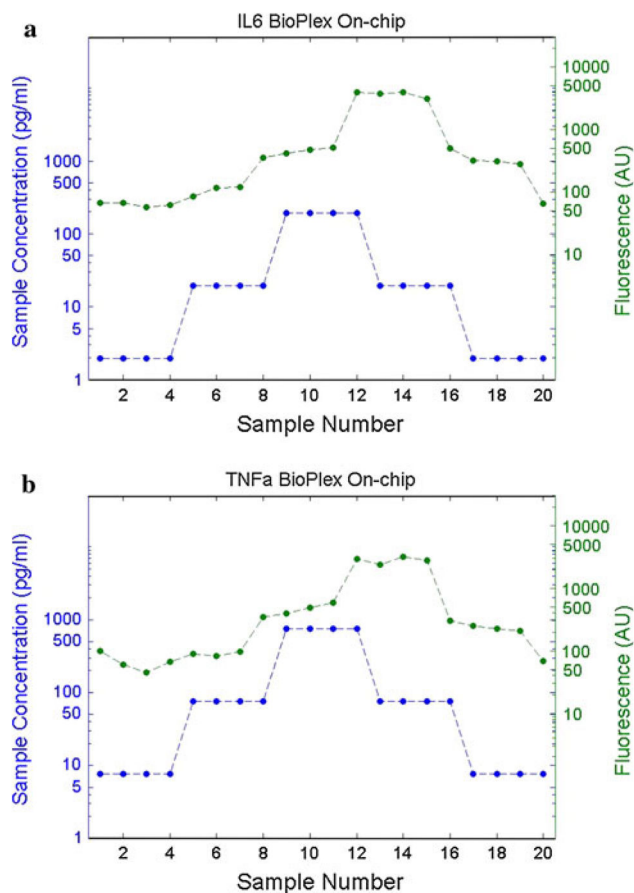 a
IL6 BioPlex On-chip
Sample Concentration (pg/ml)
1000
500
100
50
10
5
1
10000
5000
1000
500
100
50
10
Fluorescence (AU)
2 4 6 8 10 12 14 16 18 20
Sample Number
b
TNFa BioPlex On-chip
Sample Concentration (pg/ml)
1000
500
100
50
10
5
1
10000
5000
1000
500
100
50
10
Fluorescence (AU)
2 4 6 8 10 12 14 16 18 20
Sample Number